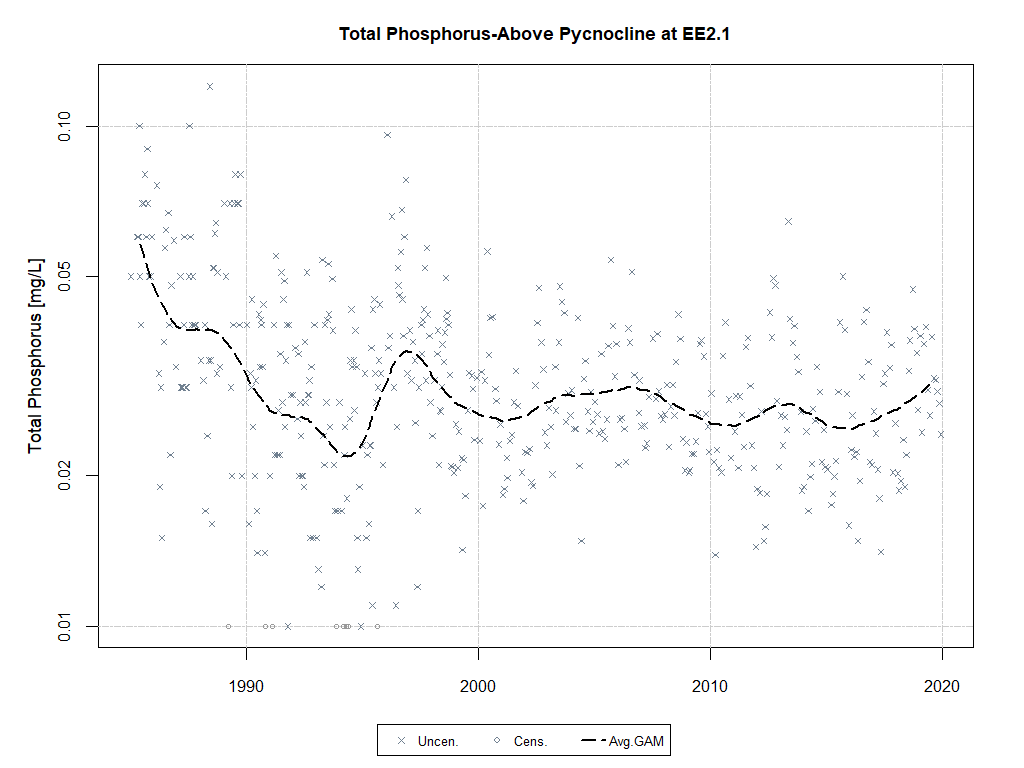 Total Phosphorus-Above Pycnocline at EE2.1
Total Phosphorus [mg/L]
0.10
0.05
0.02
0.01
1990 2000 2010 2020
Uncen. Cens. Avg.GAM